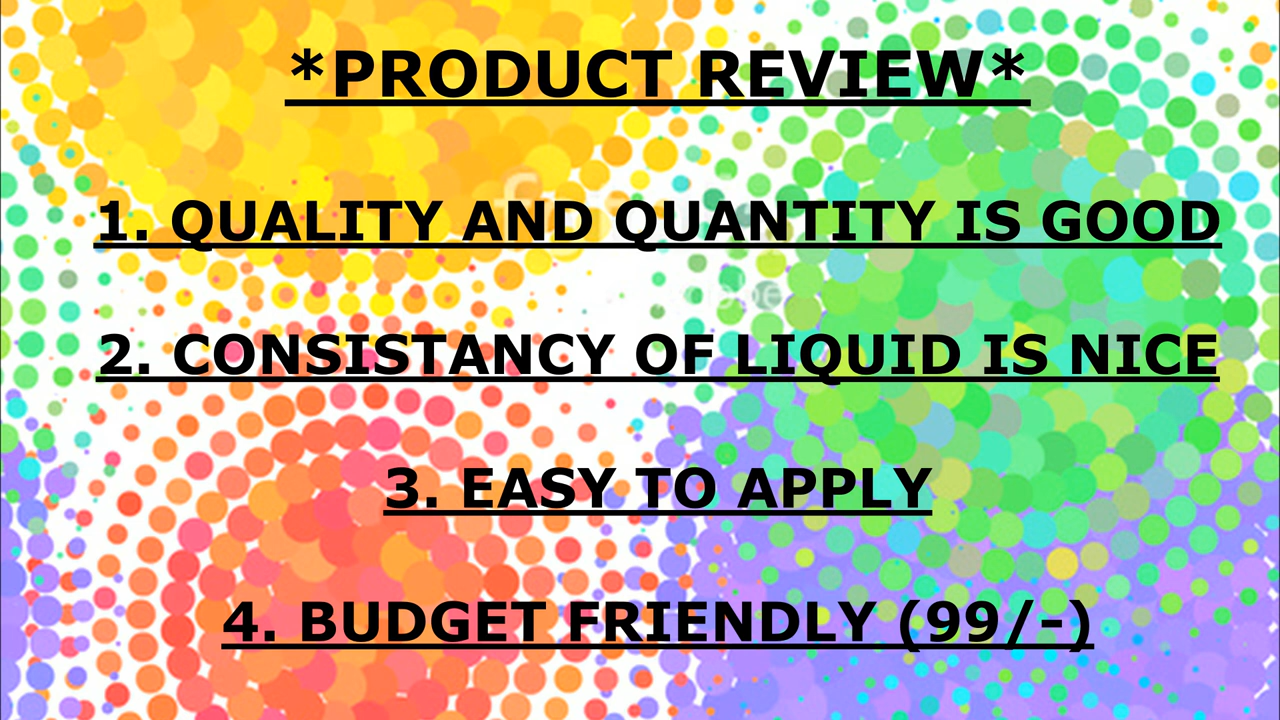 *PRODUCT REVIEW*
1. QUALITY AND QUANTITY IS GOOD
2. CONSISTANCY OF LIQUID IS NICE
3. EASY TO APPLY
4. BUDGET FRIENDLY (99/-)